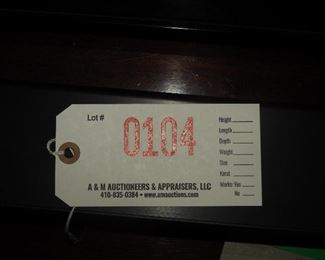 Lot #
0104
Height
Length
Depth
Weight
Size
Karat
Works: Yes
No
A & M AUCTIONEERS & APPRAISERS, LLC
410-835-0384 • www.amauctions.com